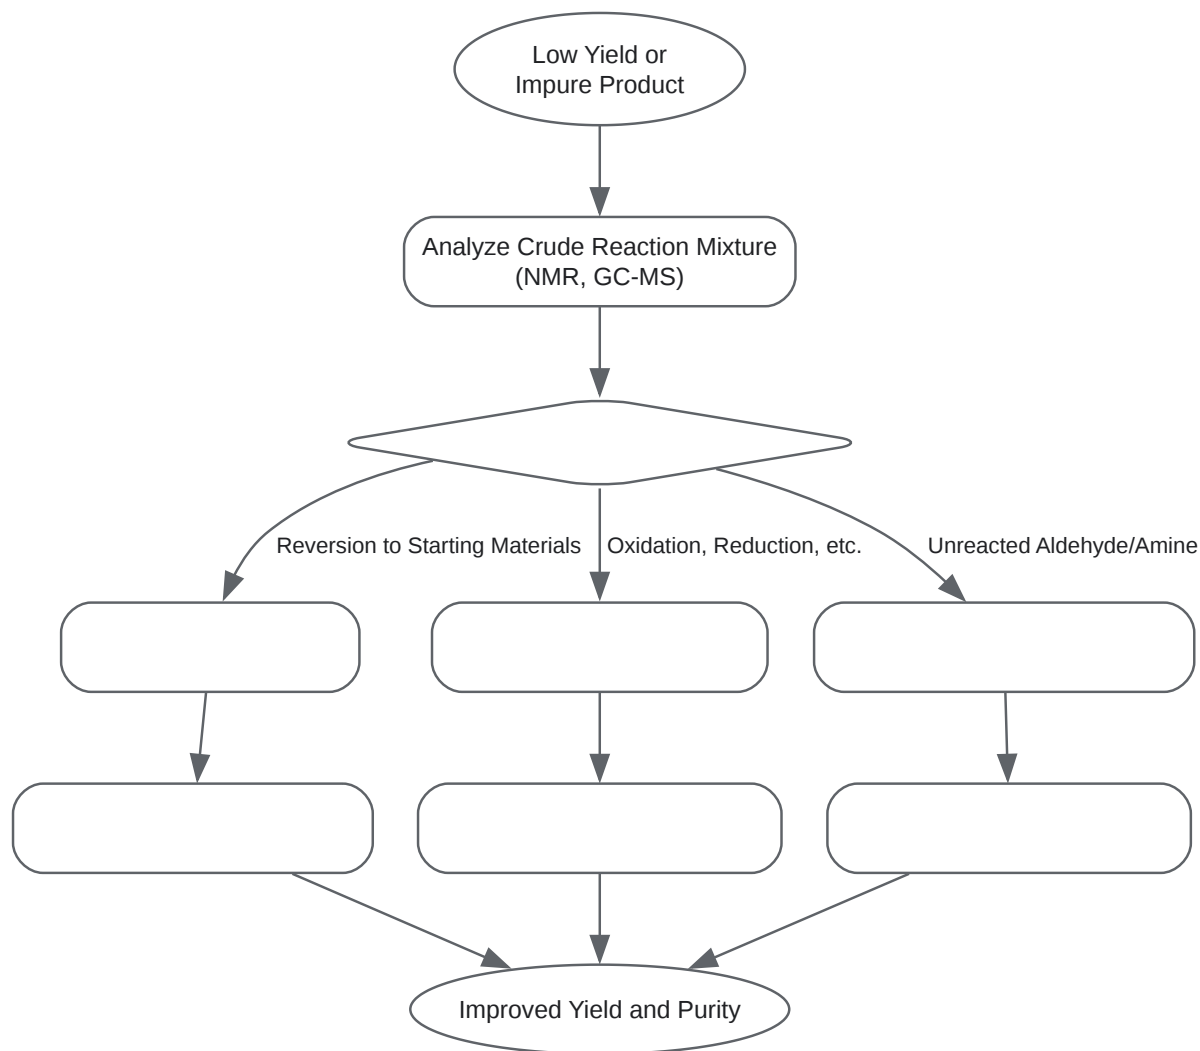 Low Yield or
Impure Product
Analyze Crude Reaction Mixture
(NMR, GC-MS)
Reversion to Starting Materials
Oxidation, Reduction, etc.
Unreacted Aldehyde/Amine
Improved Yield and Purity